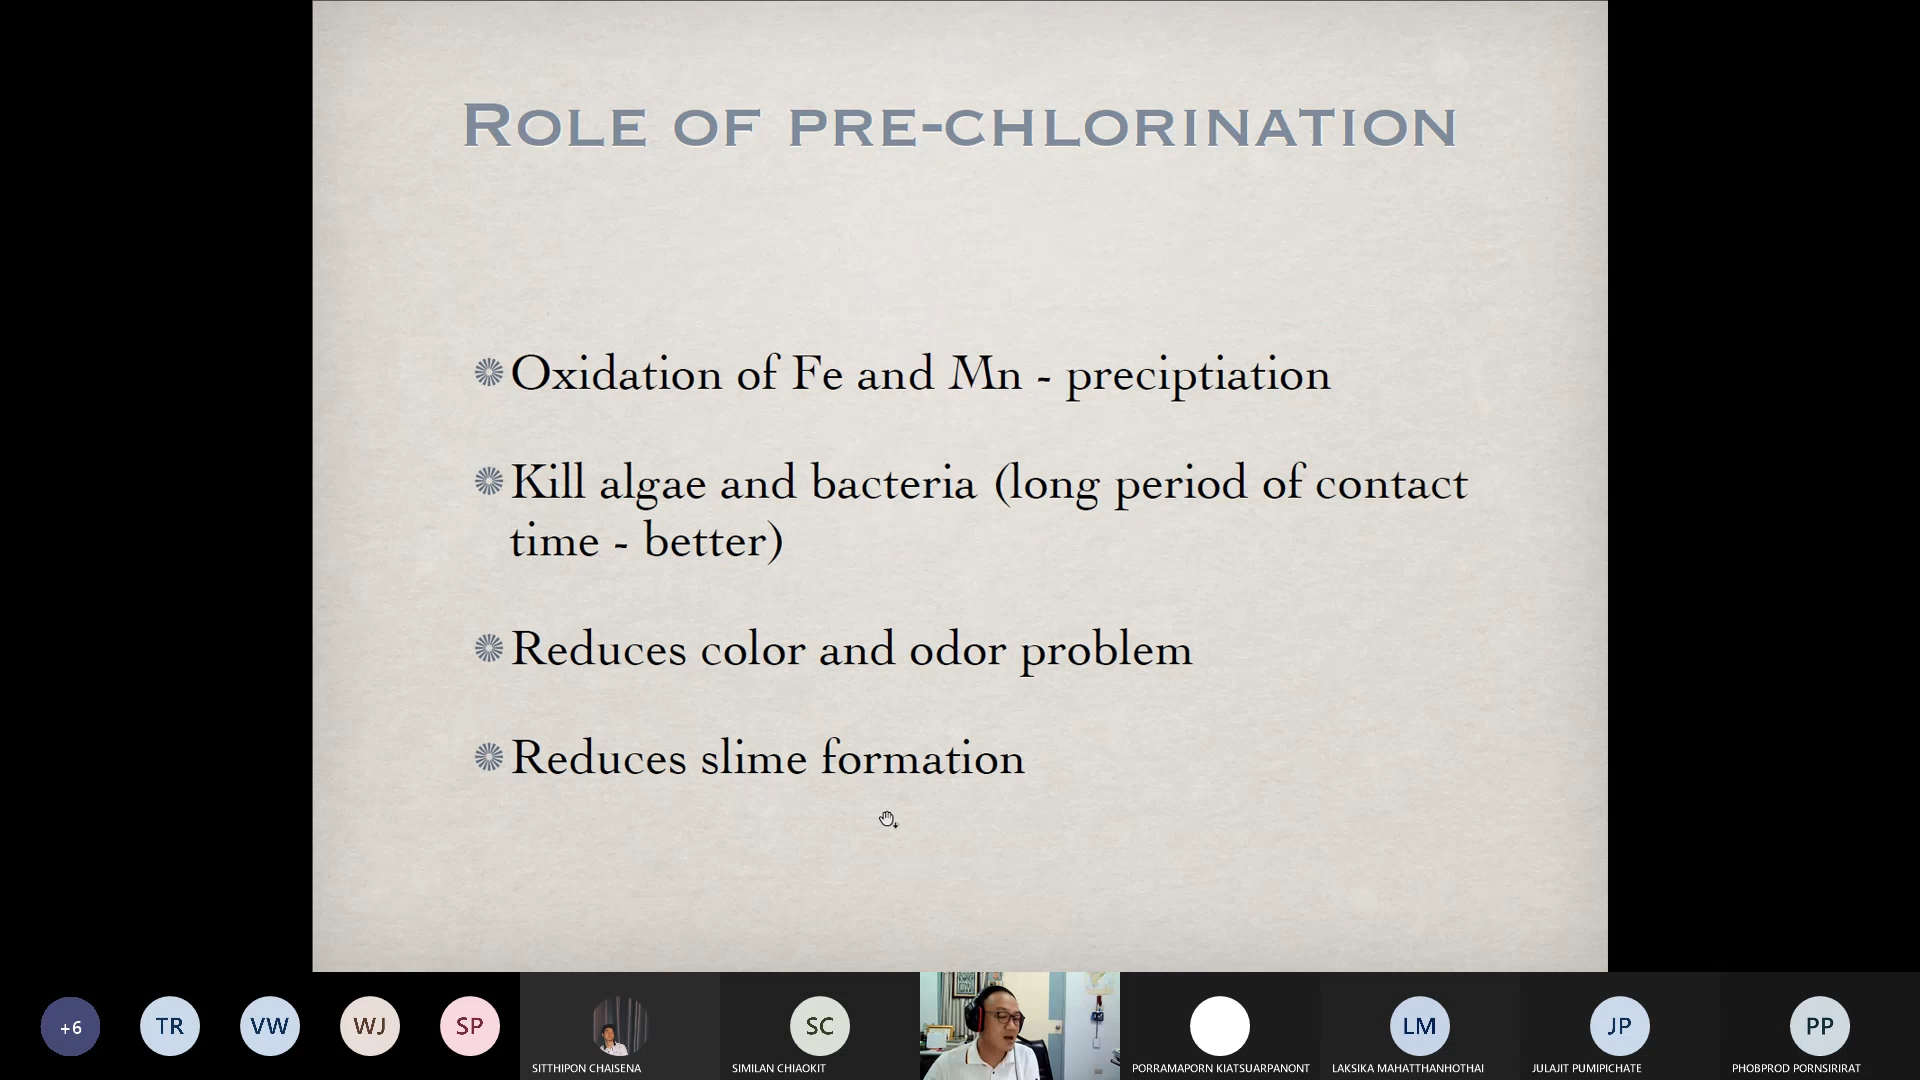 Role of pre-chlorination
Oxidation of Fe and Mn - preciptiation
Kill algae and bacteria (long period of contact
time - better)
Reduces color and odor problem
Reduces slime formation
+6
TR
VW
WJ
SP
SITTHIPON CHAISENA
SC
SIMILAN CHIAOKIT
PORRAMAPORN KIATSUARPANONT
LM
LAKSIKA MAHATTHANHOTHAI
JP
JULAJIT PUMIPICHATE
PP
PHOBPROD PORNSIRIRAT